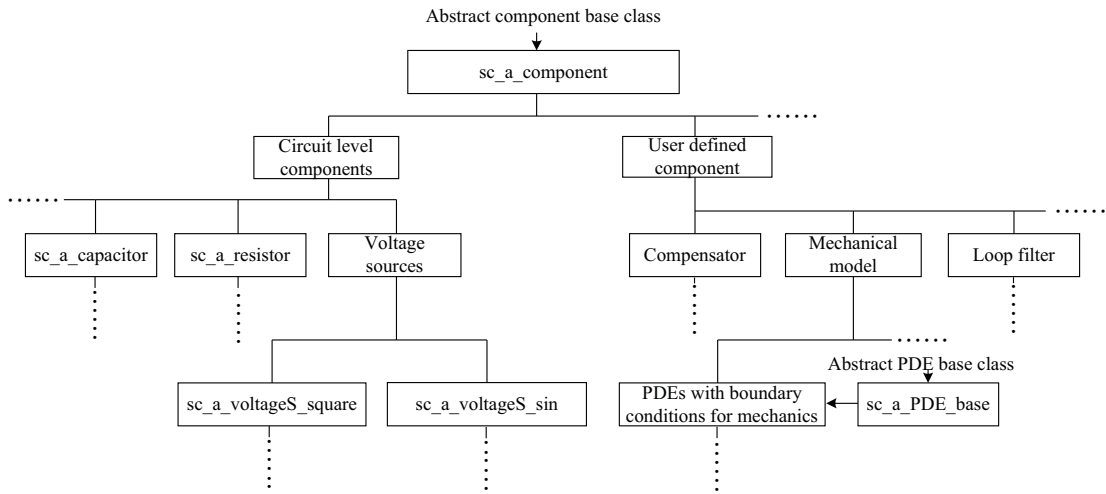 Abstract component base class
sc_a_component
Circuit level
components
User defined
component
sc_a_capacitor
sc_a_resistor
Voltage
sources
Compensator
Mechanical
model
Loop filter
Abstract PDE base class
sc_a_voltageS_square
sc_a_voltageS_sin
PDEs with boundary
conditions for mechanics
sc_a_PDE_base